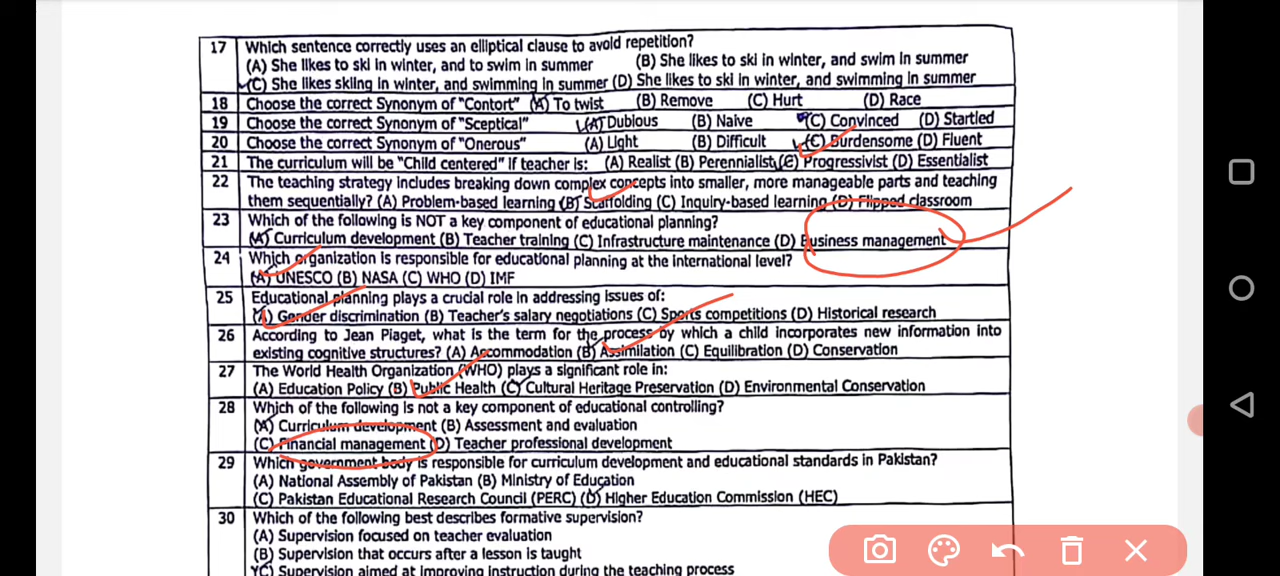 17 Which sentence correctly uses an elliptical clause to avoid repetition?
(A) She likes to ski in winter, and to swim in summer (B) She likes to ski in winter, and swim in summer
(C) She likes skiing in winter, and swimming in summer (D) She likes to ski in winter, and swimming in summer
18 Choose the correct Synonym of "Contort" (A) To twist (B) Remove (C) Hurt (D) Race
19 Choose the correct Synonym of "Sceptical" (A) Dubious (B) Naive (C) Convinced (D) Startled
20 Choose the correct Synonym of "Onerous" (A) Light (B) Difficult (C) Burdensome (D) Fluent
21 The curriculum will be "Child centered" if teacher is: (A) Realist (B) Perennialist (C) Progressivist (D) Essentialist
22 The teaching strategy includes breaking down complex concepts into smaller, more manageable parts and teaching
them sequentially? (A) Problem-based learning (B) Scaffolding (C) Inquiry-based learning (D) Flipped classroom
23 Which of the following is NOT a key component of educational planning?
(A) Curriculum development (B) Teacher training (C) Infrastructure maintenance (D) Business management
24 Which organization is responsible for educational planning at the international level?
(A) UNESCO (B) NASA (C) WHO (D) IMF
25 Educational planning plays a crucial role in addressing issues of:
(A) Gender discrimination (B) Teacher's salary negotiations (C) Sports competitions (D) Historical research
26 According to Jean Piaget, what is the term for the process by which a child incorporates new information into
existing cognitive structures? (A) Accommodation (B) Assimilation (C) Equilibration (D) Conservation
27 The World Health Organization (WHO) plays a significant role in:
(A) Education Policy (B) Public Health (C) Cultural Heritage Preservation (D) Environmental Conservation
28 Which of the following is not a key component of educational controlling?
(A) Curriculum development (B) Assessment and evaluation
(C) Financial management (D) Teacher professional development
29 Which government body is responsible for curriculum development and educational standards in Pakistan?
(A) National Assembly of Pakistan (B) Ministry of Education
(C) Pakistan Educational Research Council (PERC) (D) Higher Education Commission (HEC)
30 Which of the following best describes formative supervision?
(A) Supervision focused on teacher evaluation
(B) Supervision that occurs after a lesson is taught
(C) Supervision aimed at improving instruction during the teaching process